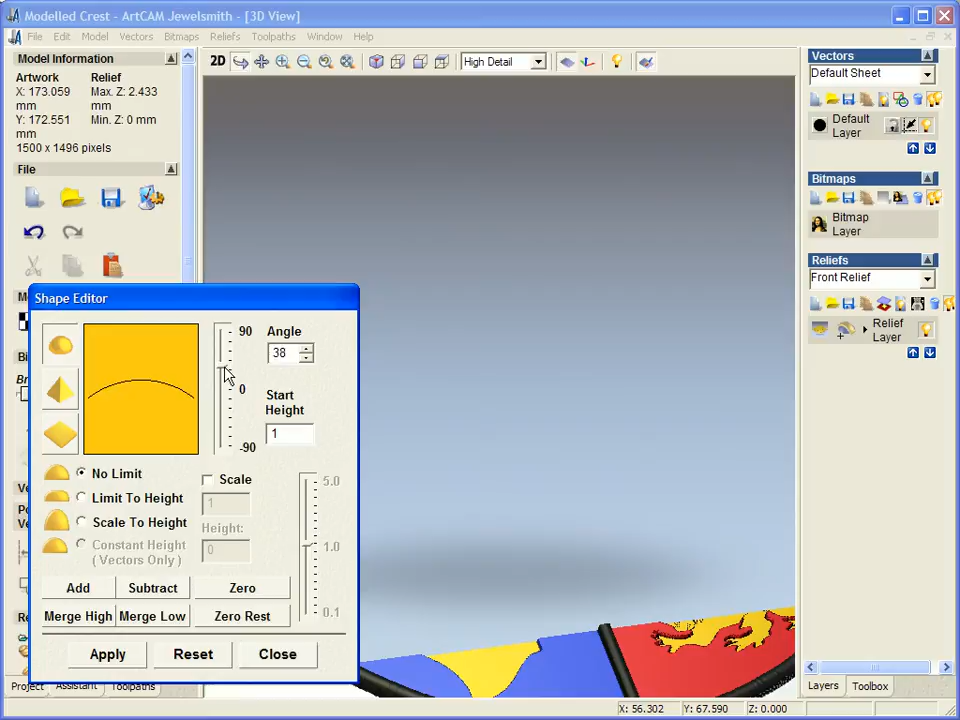 Modelled Crest - ArtCAM Jewelsmith - [3D View]
File Edit Model Vectors Bitmaps Reliefs Toolpaths Window Help
Model Information
Artwork Relief
X: 173.059 Max. Z: 2.433
mm Min. Z: 0 mm
Y: 172.551
mm
1500 x 1496 pixels
File
2D
High Detail
Vectors
Default Sheet
Default
Layer
Bitmaps
Bitmap
Layer
Reliefs
Front Relief
Relief
Layer
Shape Editor
90
0
-90
Angle
38
Start
Height
1
No Limit
Limit To Height
Scale To Height
Constant Height
( Vectors Only )
Scale
1
Height:
0
5.0
1.0
0.1
Add Subtract Zero
Merge High Merge Low Zero Rest
Apply Reset Close
Project Assistant Toolpaths
Layers Toolbox
X: 56.302 Y: 67.590 Z: 0.000